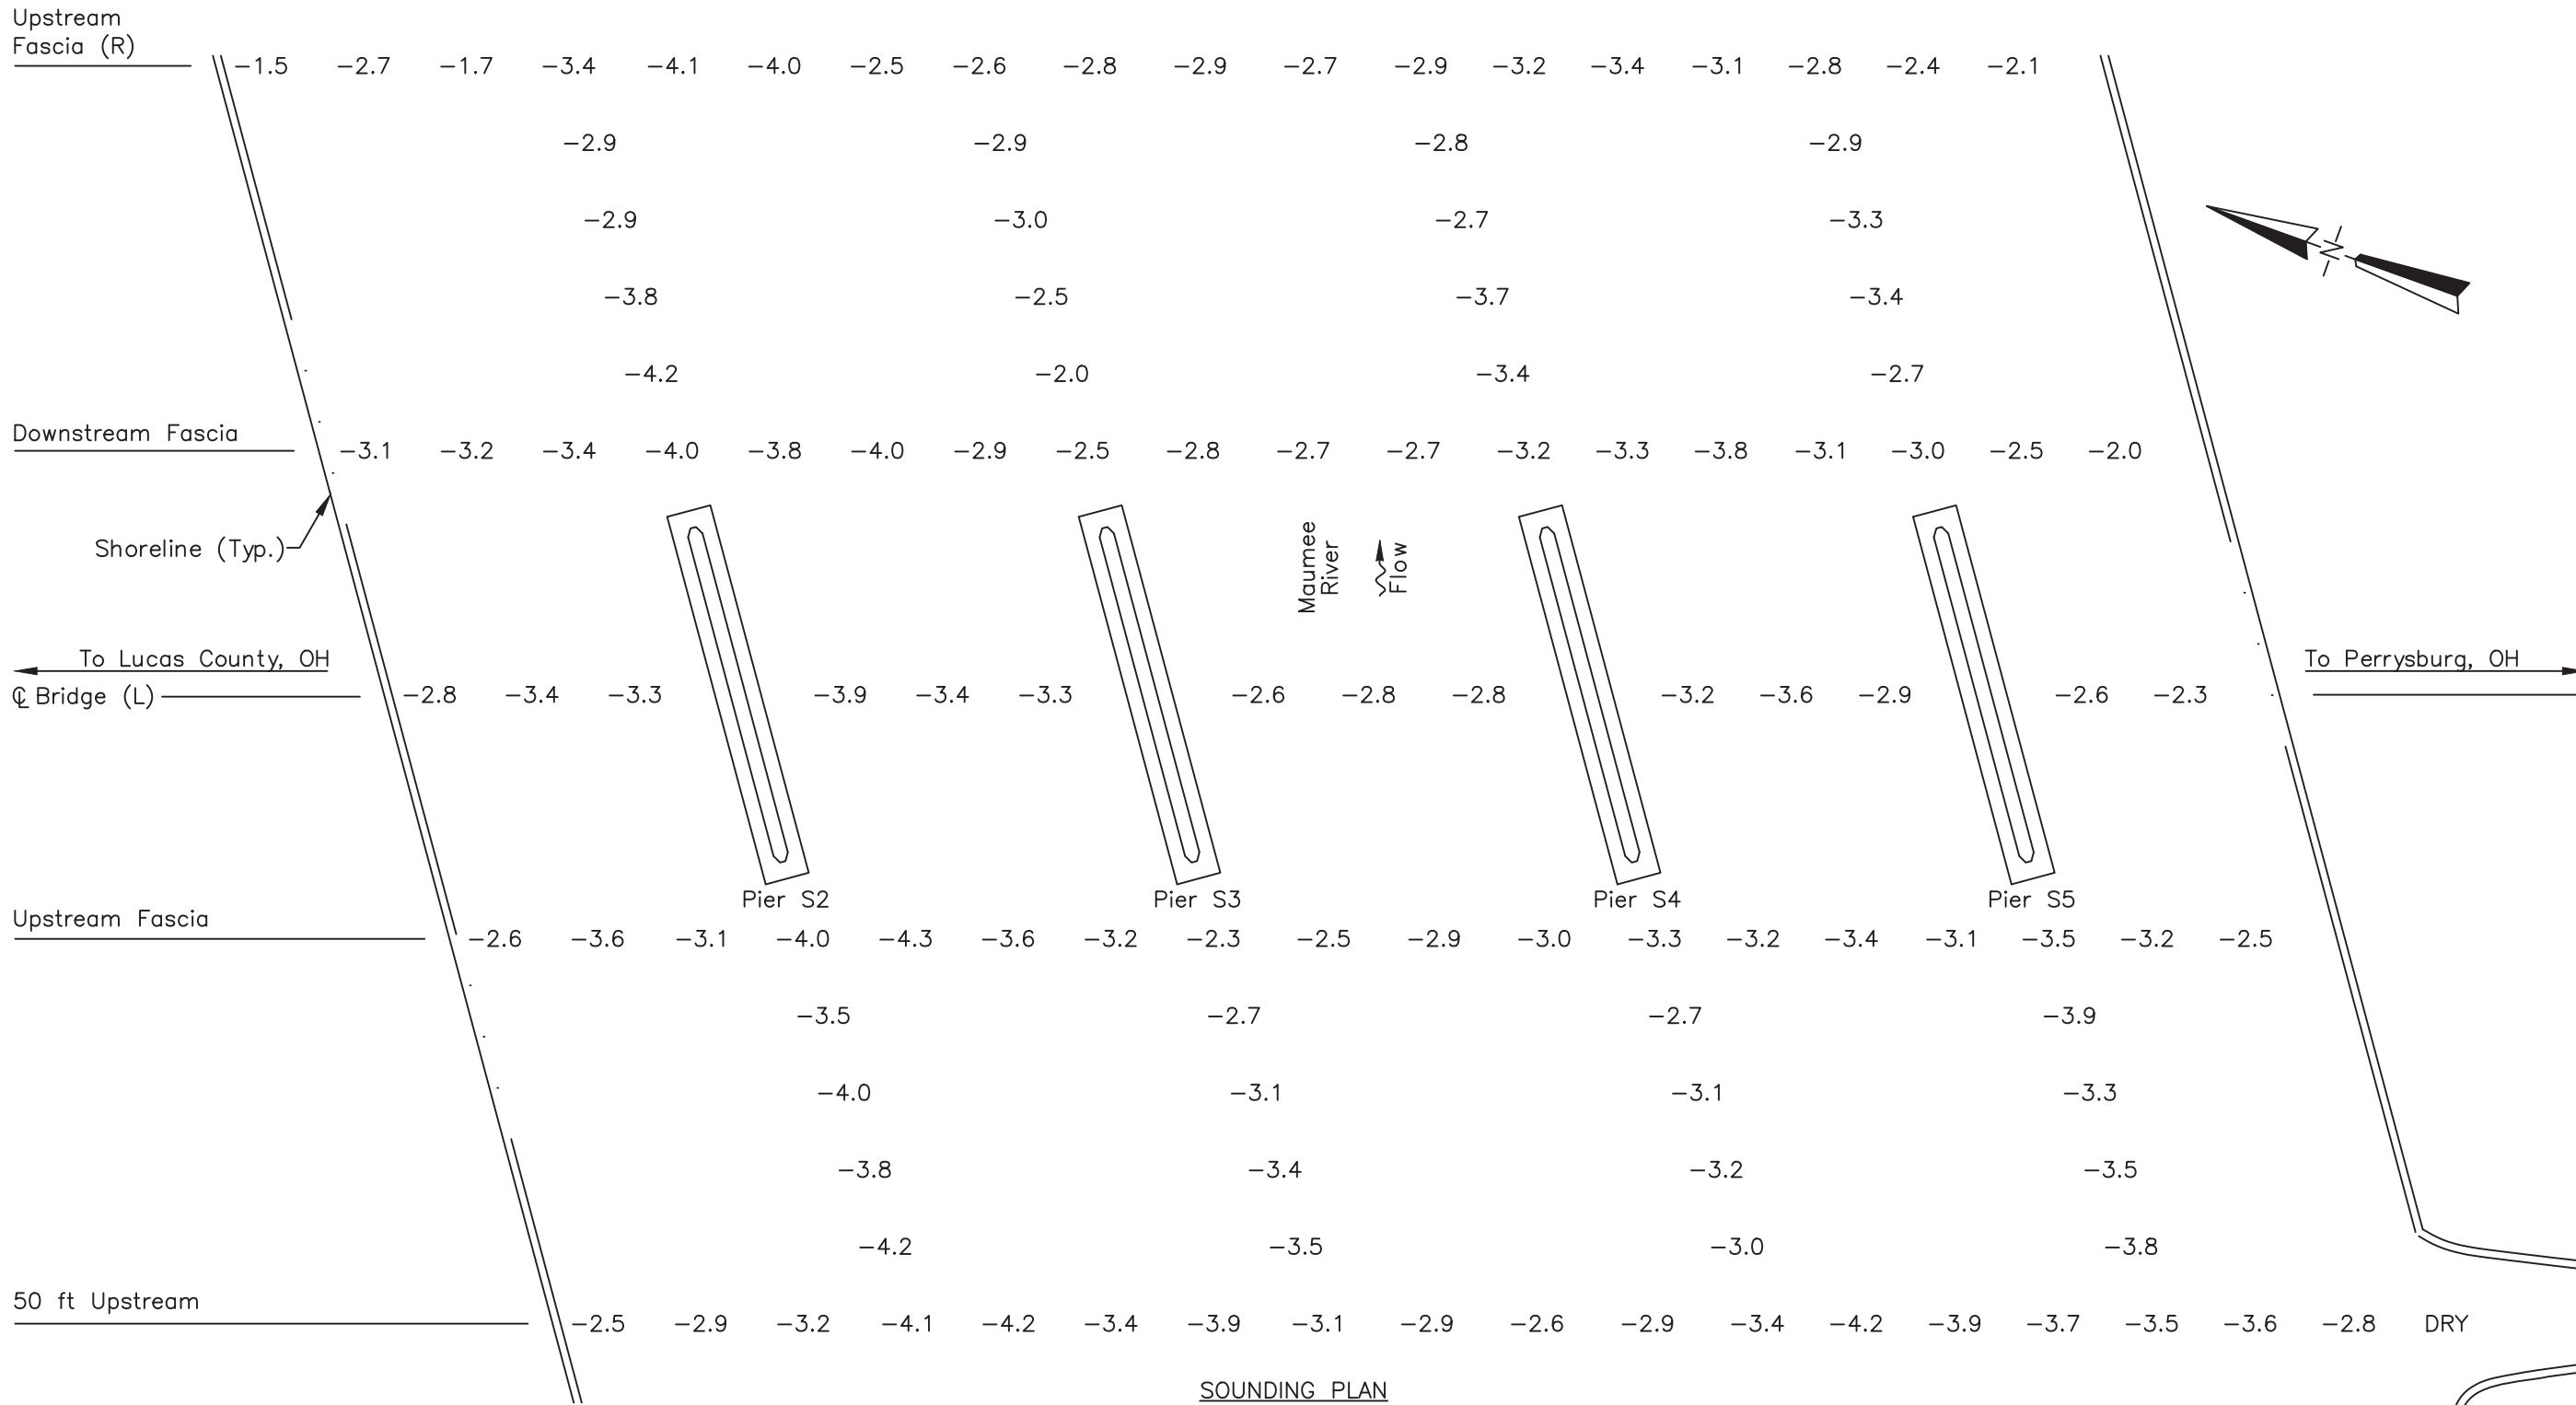 Upstream
Fascia (R)
−1.5 −2.7 −1.7 −3.4 −4.1 −4.0 −2.5 −2.6 −2.8 −2.9 −2.7 −2.9 −3.2 −3.4 −3.1 −2.8 −2.4 −2.1
−2.9 −2.9 −2.8 −2.9
−2.9 −3.0 −2.7 −3.3
N
−3.8 −2.5 −3.7 −3.4
−4.2 −2.0 −3.4 −2.7
Downstream Fascia
−3.1 −3.2 −3.4 −4.0 −3.8 −4.0 −2.9 −2.5 −2.8 −2.7 −2.7 −3.2 −3.3 −3.8 −3.1 −3.0 −2.5 −2.0
Shoreline (Typ.)
Maumee
River
Flow
To Lucas County, OH
To Perrysburg, OH
℄ Bridge (L)
−2.8 −3.4 −3.3 −3.9 −3.4 −3.3 −2.6 −2.8 −2.8 −3.2 −3.6 −2.9 −2.6 −2.3
Pier S2 Pier S3 Pier S4 Pier S5
Upstream Fascia
−2.6 −3.6 −3.1 −4.0 −4.3 −3.6 −3.2 −2.3 −2.5 −2.9 −3.0 −3.3 −3.2 −3.4 −3.1 −3.5 −3.2 −2.5
−3.5 −2.7 −2.7 −3.9
−4.0 −3.1 −3.1 −3.3
−3.8 −3.4 −3.2 −3.5
−4.2 −3.5 −3.0 −3.8
50 ft Upstream
−2.5 −2.9 −3.2 −4.1 −4.2 −3.4 −3.9 −3.1 −2.9 −2.6 −2.9 −3.4 −4.2 −3.9 −3.7 −3.5 −3.6 −2.8 DRY
SOUNDING PLAN